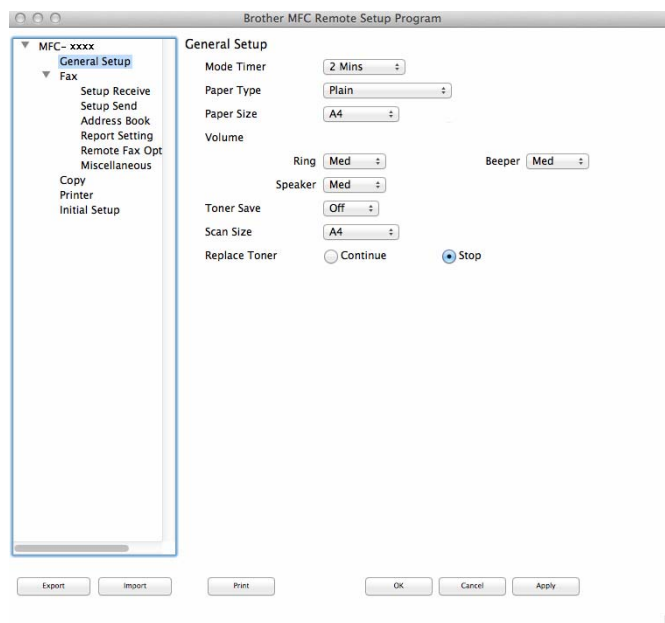 Brother MFC Remote Setup Program
MFC- xxxx
General Setup
Fax
Setup Receive
Setup Send
Address Book
Report Setting
Remote Fax Opt
Miscellaneous
Copy
Printer
Initial Setup
General Setup
Mode Timer 2 Mins
Paper Type Plain
Paper Size A4
Volume
Ring Med Beeper Med
Speaker Med
Toner Save Off
Scan Size A4
Replace Toner Continue Stop
Export Import Print OK Cancel Apply